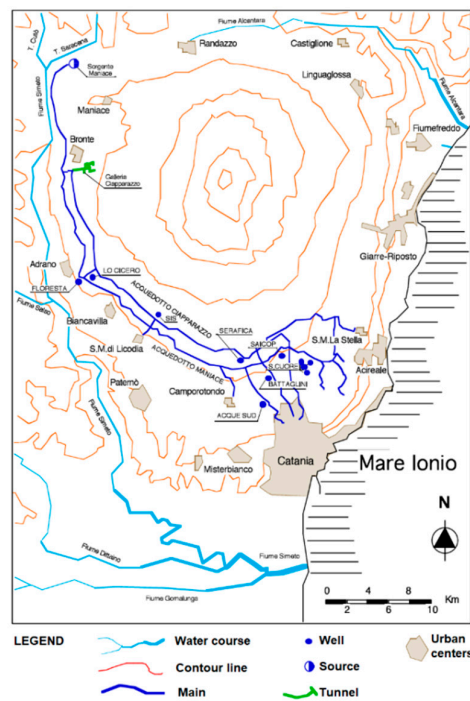 Fiume Alcantara
T. Cutò
T. Saracena
Randazzo
Castiglione
Sorgente
Maniace
Linguaglossa
Fiume Alcantara
Fiume Simeto
Maniace
Bronte
Fiumefreddo
Galleria
Ciapparazzo
Giarre-Riposto
Adrano
LO CICERO
FLORESTA
ACQUEDOTTO CIAPPARAZZO
SIS
Fiume Salso
Biancavilla
SERAFICA
S.M.di Licodia
ACQUEDOTTO MANIACE
SAICOP
S.M.La Stella
S.CUORE
Acireale
Paternò
BATTAGLINI
Camporotondo
ACQUE SUD
Fiume Simeto
Misterbianco
Catania
Mare Ionio
N
Fiume Dittaino
Fiume Simeto
Fiume Gornalunga
0 4 8 Km
2 6 10
LEGEND
Water course
Well
Urban
centers
Contour line
Source
Main
Tunnel